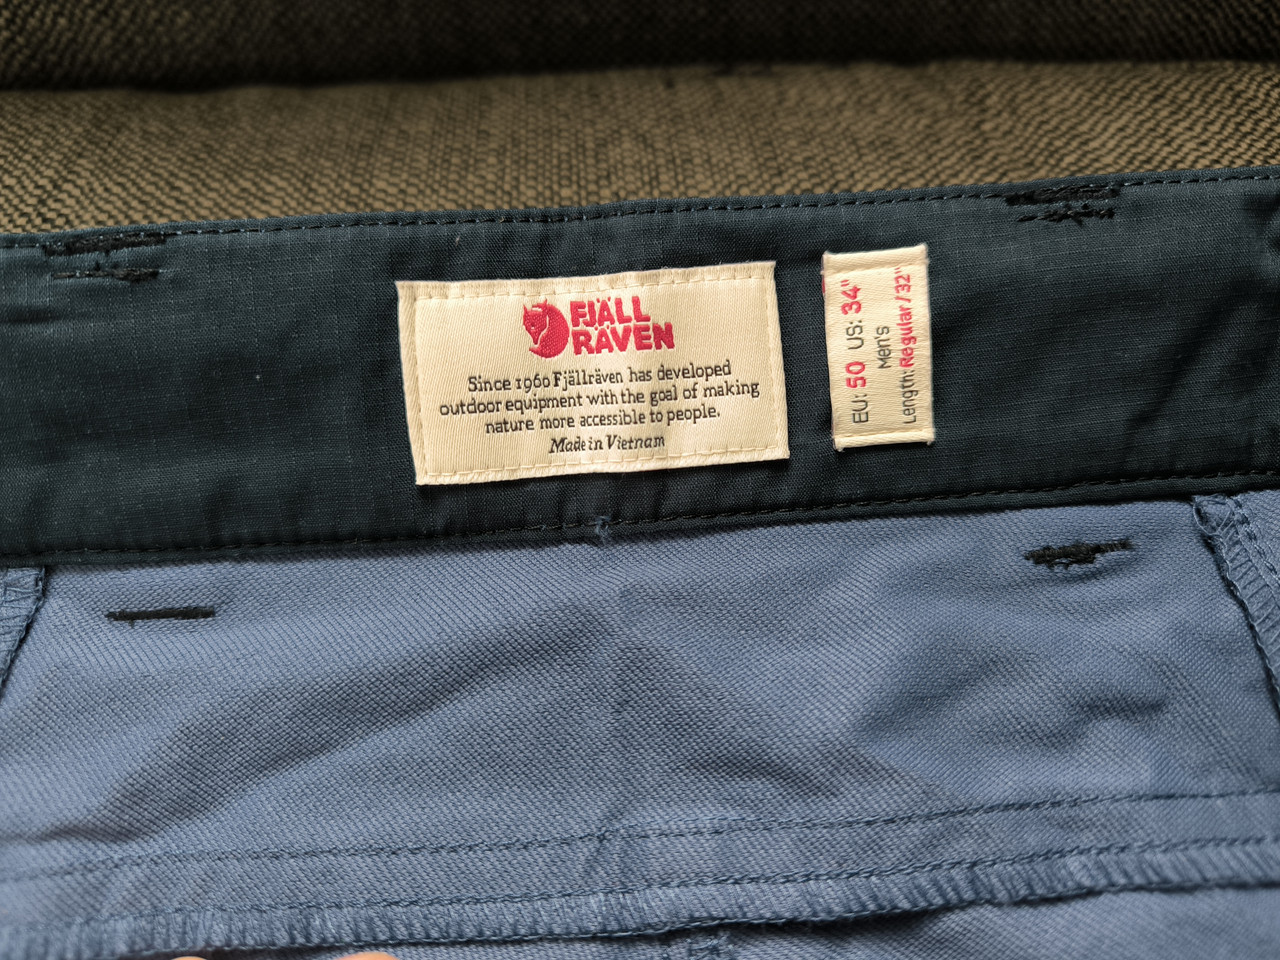 FJÄLL
RÄVEN
Since 1960 Fjällräven has developed
outdoor equipment with the goal of making
nature more accessible to people.
Made in Vietnam
EU: 50 US: 34"
Men's
Length: Regular / 32"